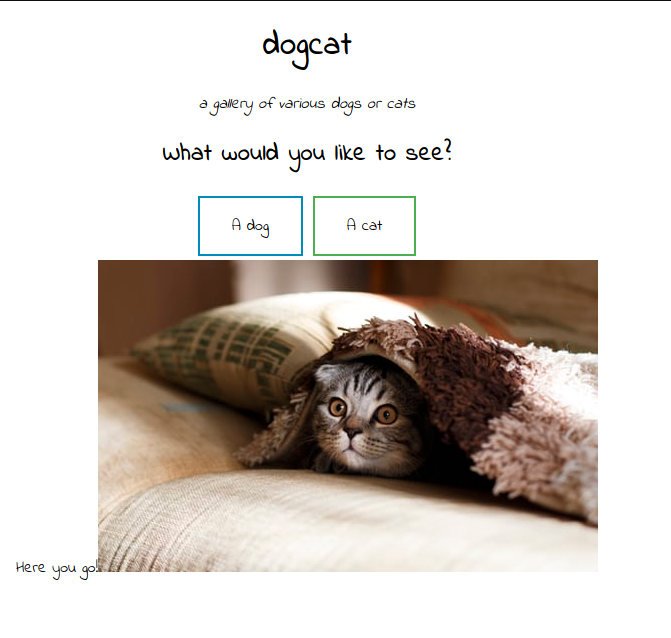 dogcat
a gallery of various dogs or cats
What would you like to see?
A dog
A cat
Here you go!